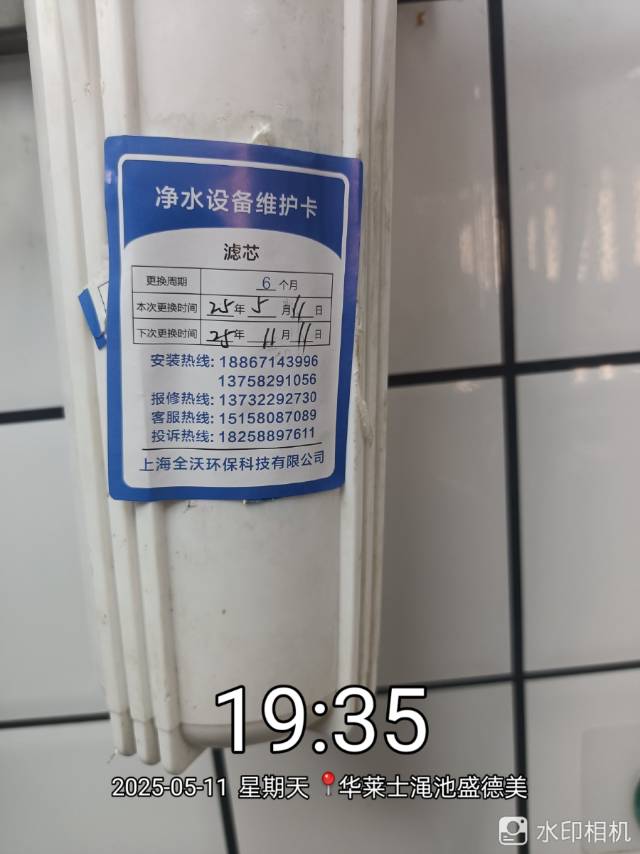 净水设备维护卡
滤芯
更换周期 6 个月
本次更换时间 25 年 5 月 11 日
下次更换时间 25 年 11 月 11 日
安装热线: 18867143996
13758291056
报修热线: 13732292730
客服热线: 15158087089
投诉热线: 18258897611
上海全沃环保科技有限公司
19:35
2025-05-11 星期天 华莱士渑池盛德美
水印相机